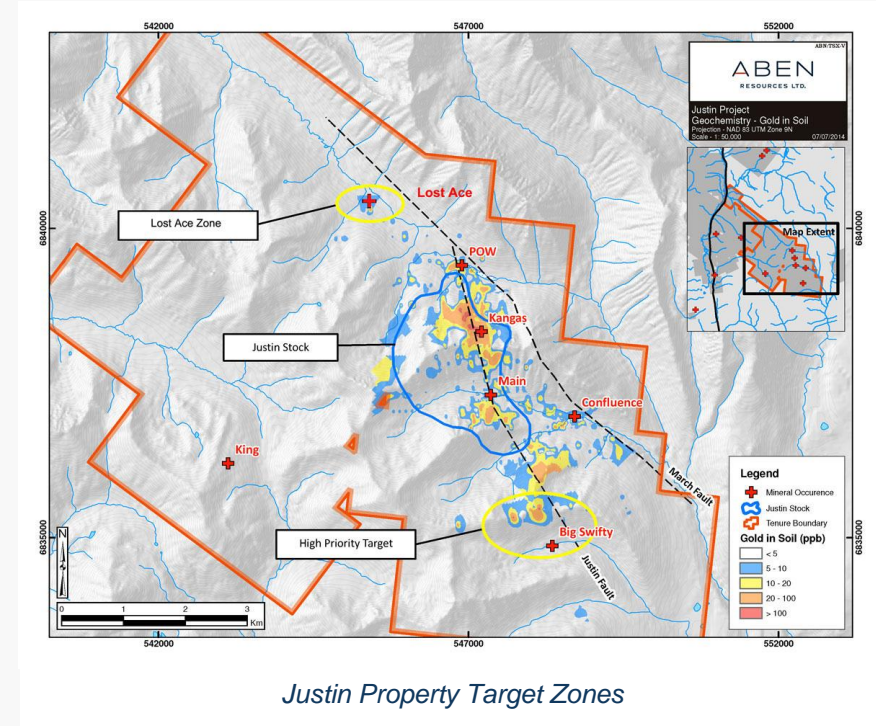 542000
547000
552000
ABN/TSX-V
ABEN
RESOURCES LTD.
Justin Project
Geochemistry - Gold in Soil
Projection - NAD 83 UTM Zone 9N
Scale - 1: 50,000
07/07/2014
Map Extent
6840000
6840000
Lost Ace
Lost Ace Zone
POW
Kangas
Justin Stock
Main
Confluence
King
March Fault
High Priority Target
Big Swifty
Justin Fault
6835000
6835000
Legend
Mineral Occurence
Justin Stock
Tenure Boundary
Gold in Soil (ppb)
< 5
5 - 10
10 - 20
20 - 100
> 100
N
0 1 2 3
Km
542000
547000
552000
Justin Property Target Zones